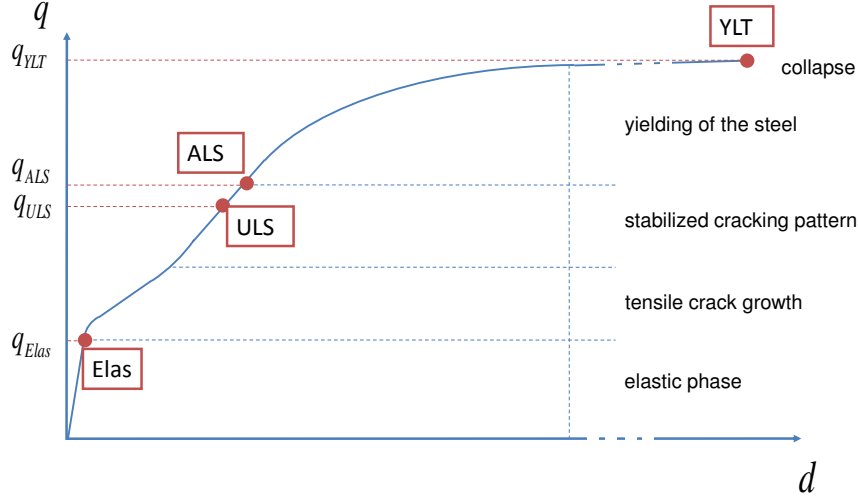 q
YLT
q_YLT
collapse
yielding of the steel
ALS
q_ALS
q_ULS
ULS
stabilized cracking pattern
tensile crack growth
q_Elas
Elas
elastic phase
d